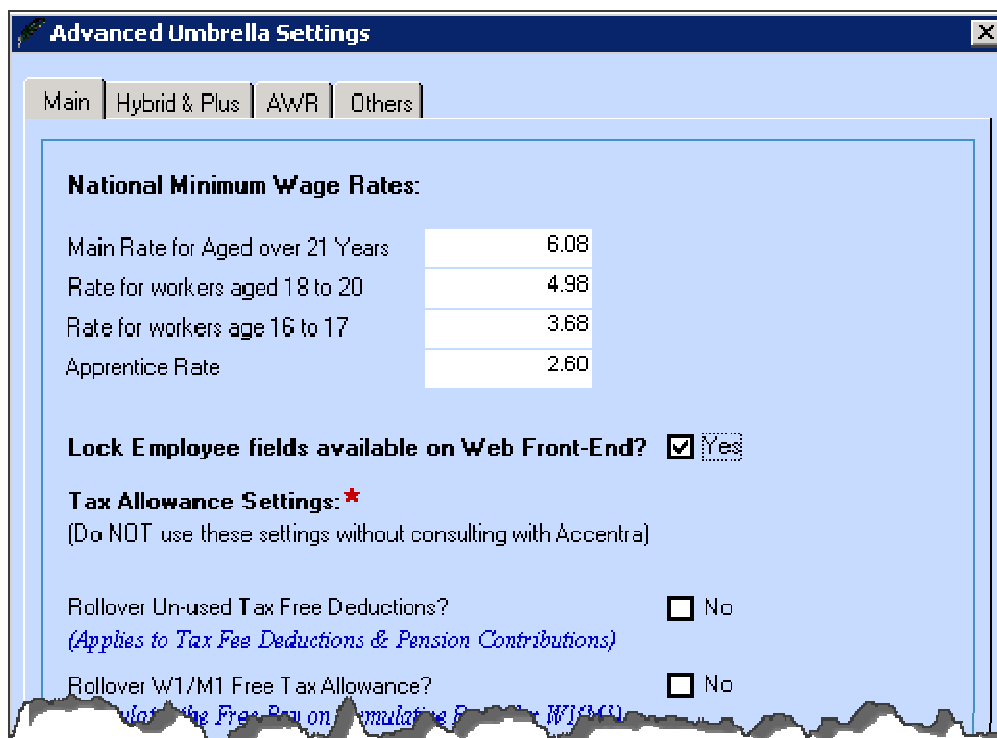 Advanced Umbrella Settings
Main Hybrid & Plus AWR Others
National Minimum Wage Rates:
Main Rate for Aged over 21 Years 6.08
Rate for workers aged 18 to 20 4.98
Rate for workers age 16 to 17 3.68
Apprentice Rate 2.60
Lock Employee fields available on Web Front-End? Yes
Tax Allowance Settings: *
(Do NOT use these settings without consulting with Accentra)
Rollover Un-used Tax Free Deductions? No
(Applies to Tax Fee Deductions & Pension Contributions)
Rollover W1/M1 Free Tax Allowance? No
the Free Pay on